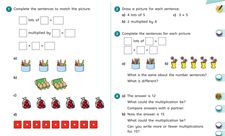 1 Complete the sentences to match the picture.
lots of =
multiplied by =
× =
a)
b)
c)
d)
2 Draw a picture for each sentence.
a) 4 lots of 5 c) 5 × 3
b) 2 multiplied by 4
3 Complete the sentences for each picture.
lots of =
× =
a) b)
What is the same about the number sentences?
What is different?
4 a) The answer is 12
What could the multiplication be?
Compare answers with a partner.
b) Now the answer is 15
What could the multiplication be?
Can you write more or fewer multiplications
for 15?